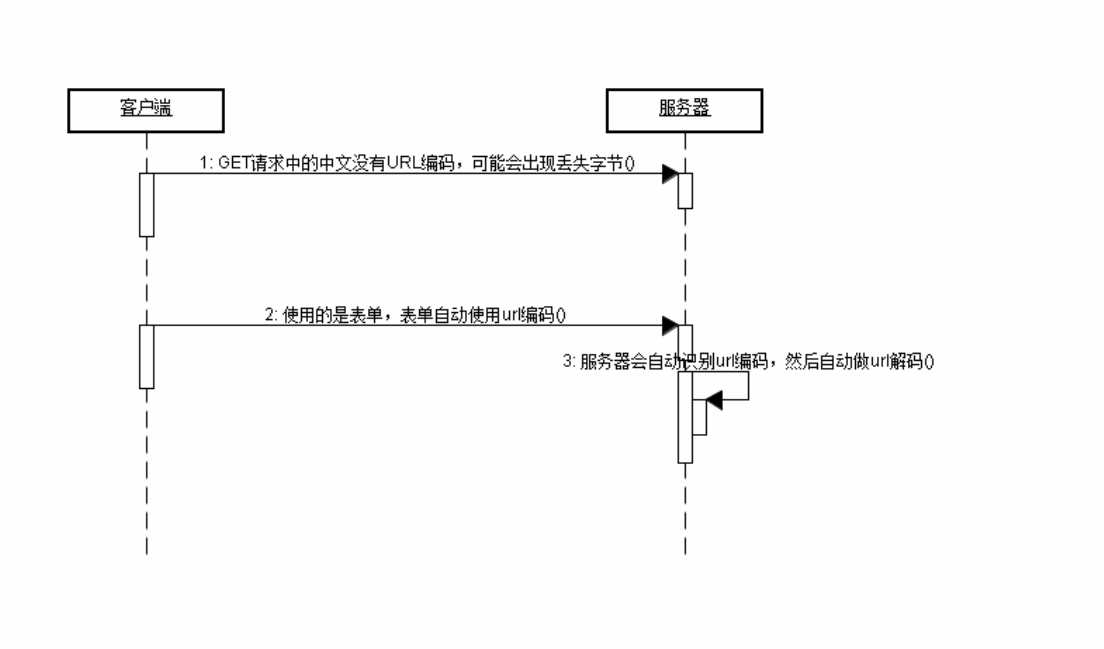 客户端
服务器
1: GET请求中的中文没有URL编码，可能会出现丢失字节()
2: 使用的是表单，表单自动使用url编码()
3: 服务器会自动识别url编码，然后自动做url解码()